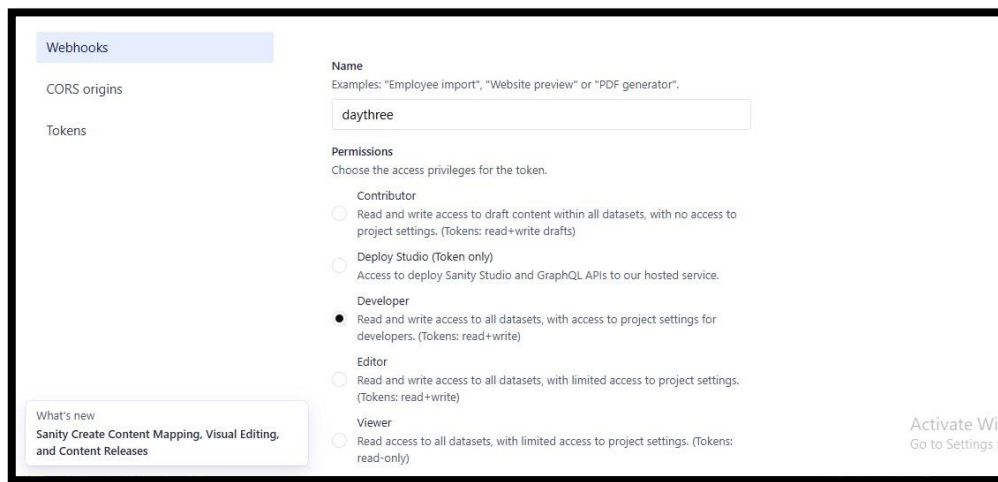 Webhooks
CORS origins
Tokens
Name
Examples: "Employee import", "Website preview" or "PDF generator".
daythree
Permissions
Choose the access privileges for the token.
Contributor
Read and write access to draft content within all datasets, with no access to
project settings. (Tokens: read+write drafts)
Deploy Studio (Token only)
Access to deploy Sanity Studio and GraphQL APIs to our hosted service.
Developer
Read and write access to all datasets, with access to project settings for
developers. (Tokens: read+write)
Editor
Read and write access to all datasets, with limited access to project settings.
(Tokens: read+write)
Viewer
Read access to all datasets, with limited access to project settings. (Tokens:
read-only)
What's new
Sanity Create Content Mapping, Visual Editing,
and Content Releases
Activate Wi
Go to Settings